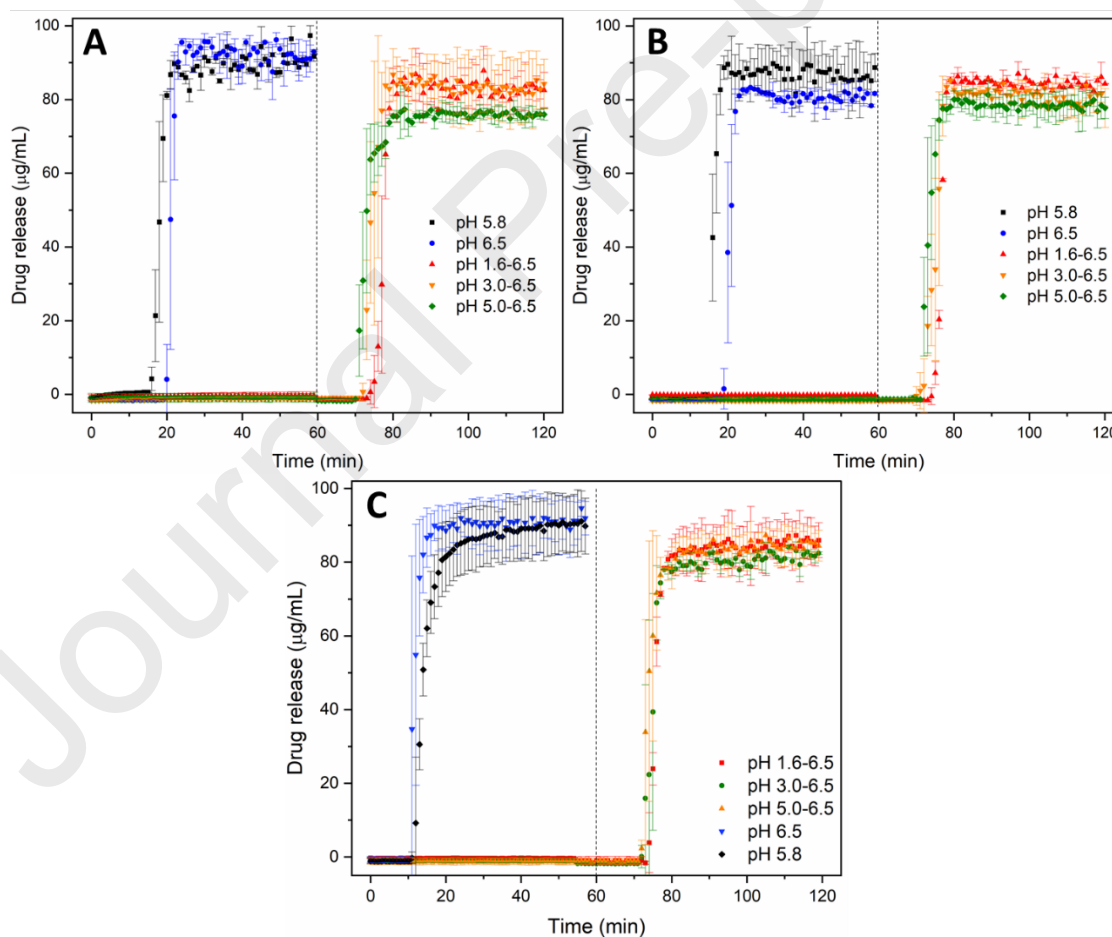 A
Drug release (µg/mL)
100
80
60
40
20
0
pH 5.8
pH 6.5
pH 1.6-6.5
pH 3.0-6.5
pH 5.0-6.5
0 20 40 60 80 100 120
Time (min)
B
Drug release (µg/mL)
100
80
60
40
20
0
pH 5.8
pH 6.5
pH 1.6-6.5
pH 3.0-6.5
pH 5.0-6.5
0 20 40 60 80 100 120
Time (min)
C
Drug release (µg/mL)
100
80
60
40
20
0
pH 1.6-6.5
pH 3.0-6.5
pH 5.0-6.5
pH 6.5
pH 5.8
0 20 40 60 80 100 120
Time (min)
Journal Pre-p